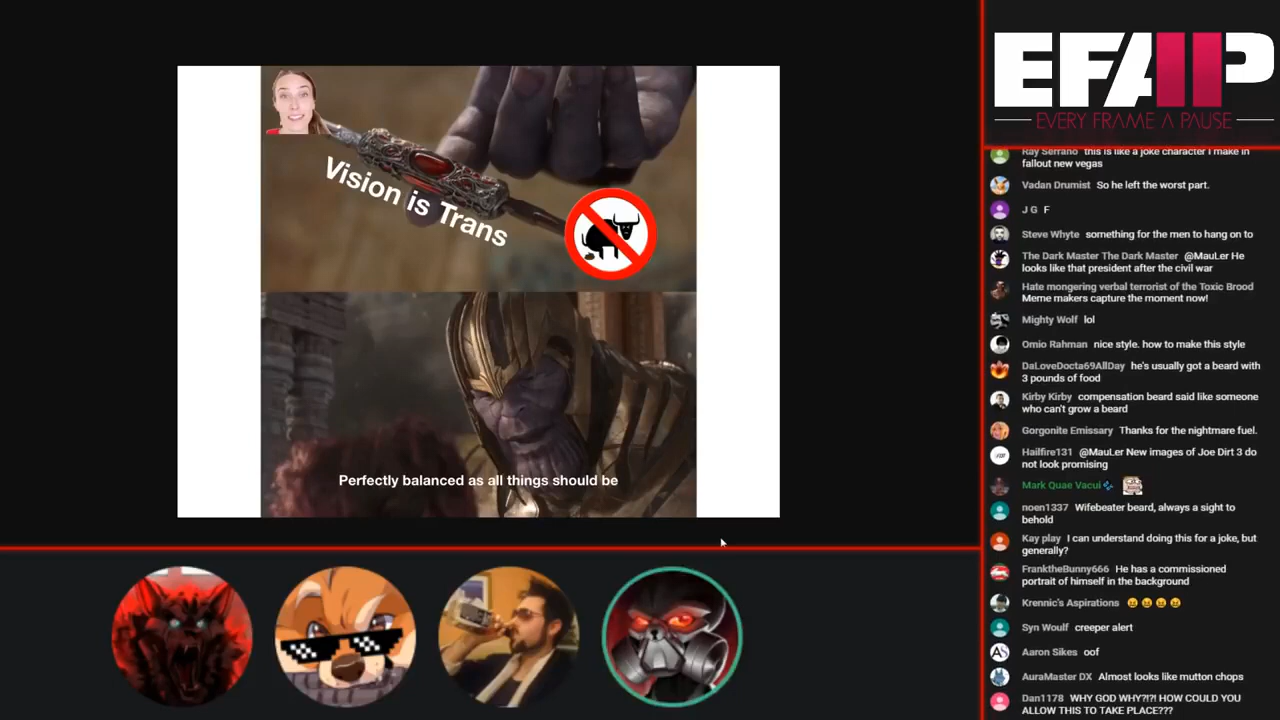 Vision is Trans
Perfectly balanced as all things should be
EFAP
EVERY FRAME A PAUSE
Ray Serrano this is like a joke character I make in
fallout new vegas
Vadan Drumist So he left the worst part.
J G F
Steve Whyte something for the men to hang on to
The Dark Master The Dark Master @MauLer He
looks like that president after the civil war
Hate mongering verbal terrorist of the Toxic Brood
Meme makers capture the moment now!
Mighty Wolf lol
Omio Rahman nice style. how to make this style
DaLoveDocta69AllDay he's usually got a beard with
3 pounds of food
Kirby Kirby compensation beard said like someone
who can't grow a beard
Gorgonite Emissary Thanks for the nightmare fuel.
Hailfire131 @MauLer New images of Joe Dirt 3 do
not look promising
Mark Quae Vacui
noen1337 Wifebeater beard, always a sight to
behold
Kay play I can understand doing this for a joke, but
generally?
FranktheBunny666 He has a commissioned
portrait of himself in the background
Krennic's Aspirations
Syn Woulf creeper alert
Aaron Sikes oof
AuraMaster DX Almost looks like mutton chops
Dan1178 WHY GOD WHY?!?! HOW COULD YOU
ALLOW THIS TO TAKE PLACE???